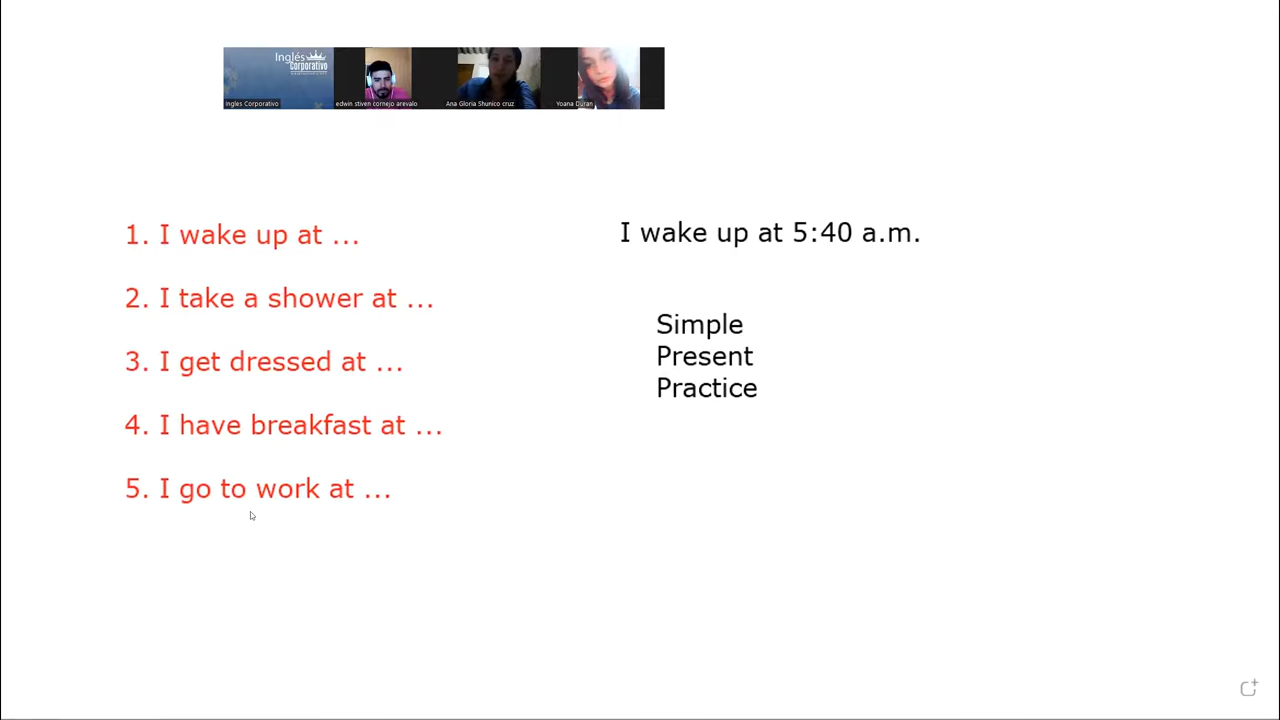 Inglés
Corporativo
Ingles Corporativo
edwin stiven cornejo arevalo
Ana Gloria Shunico cruz
Yoana Duran
1. I wake up at ...
I wake up at 5:40 a.m.
2. I take a shower at ...
3. I get dressed at ...
4. I have breakfast at ...
5. I go to work at ...
Simple
Present
Practice